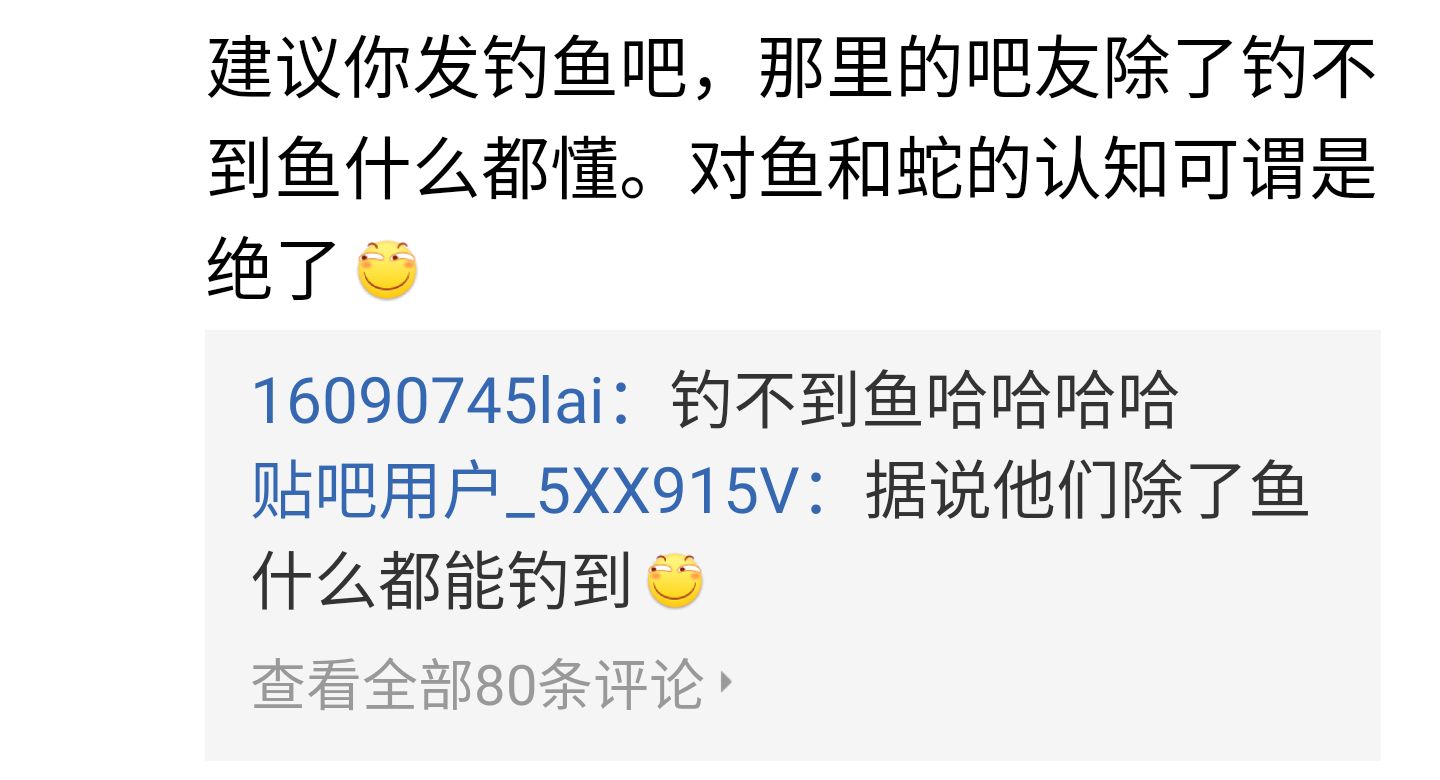 建议你发钓鱼吧，那里的吧友除了钓不
到鱼什么都懂。对鱼和蛇的认知可谓是
绝了
16090745lai：钓不到鱼哈哈哈哈
贴吧用户_5XX915V：据说他们除了鱼
什么都能钓到
查看全部80条评论